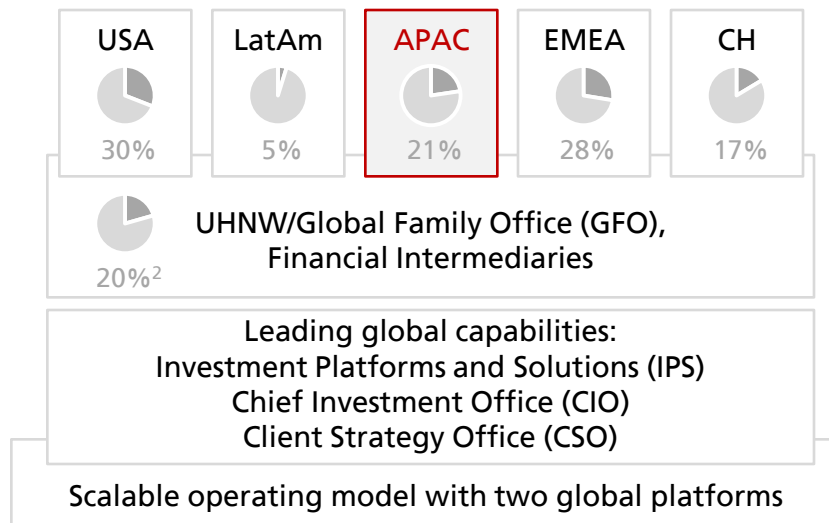 USA
LatAm
APAC
EMEA
CH
30%
5%
21%
28%
17%
20%²
UHNW/Global Family Office (GFO),
Financial Intermediaries
Leading global capabilities:
Investment Platforms and Solutions (IPS)
Chief Investment Office (CIO)
Client Strategy Office (CSO)
Scalable operating model with two global platforms